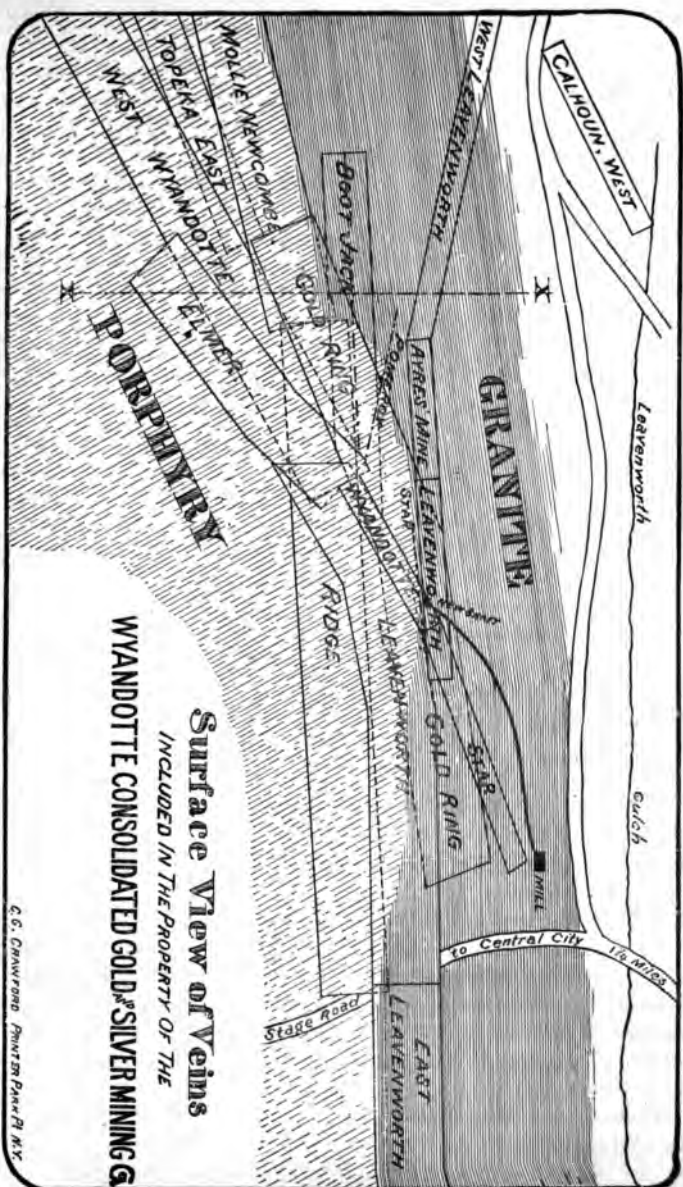 CALHOUN, WEST
Leavenworth
Gulch
WEST LEAVENWORTH
GRANITE
MOLLIE NEWCOMBE
TOPEKA EAST
WEST WYANDOTTE
BOOT JACK
GOLD RING
AYRES MINE
LEAVENWORTH
STAR
WYANDOTTE
STAR
GOLD RING
LEAVENWORTH
MILL
ELMER
RIDGE
PORPHYRY
to Central City
1¼ Miles
Stage Road
EAST
LEAVENWORTH
X
X
Surface View of Veins
INCLUDED IN THE PROPERTY OF THE
WYANDOTTE CONSOLIDATED GOLD AND SILVER MINING
C.G. CRAWFORD PRINTER PARK Pl N.Y.